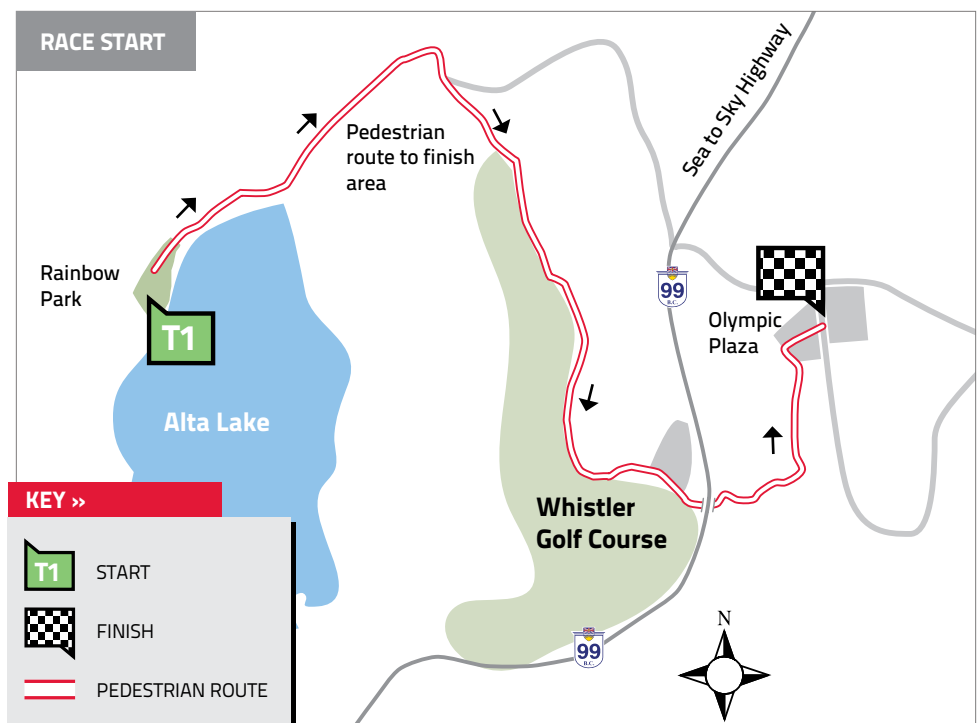 RACE START
Sea to Sky Highway
Pedestrian
route to finish
area
Rainbow
Park
T1
99
B.C.
Olympic
Plaza
Alta Lake
Whistler
Golf Course
KEY »
T1 START
FINISH
PEDESTRIAN ROUTE
99
B.C.
N